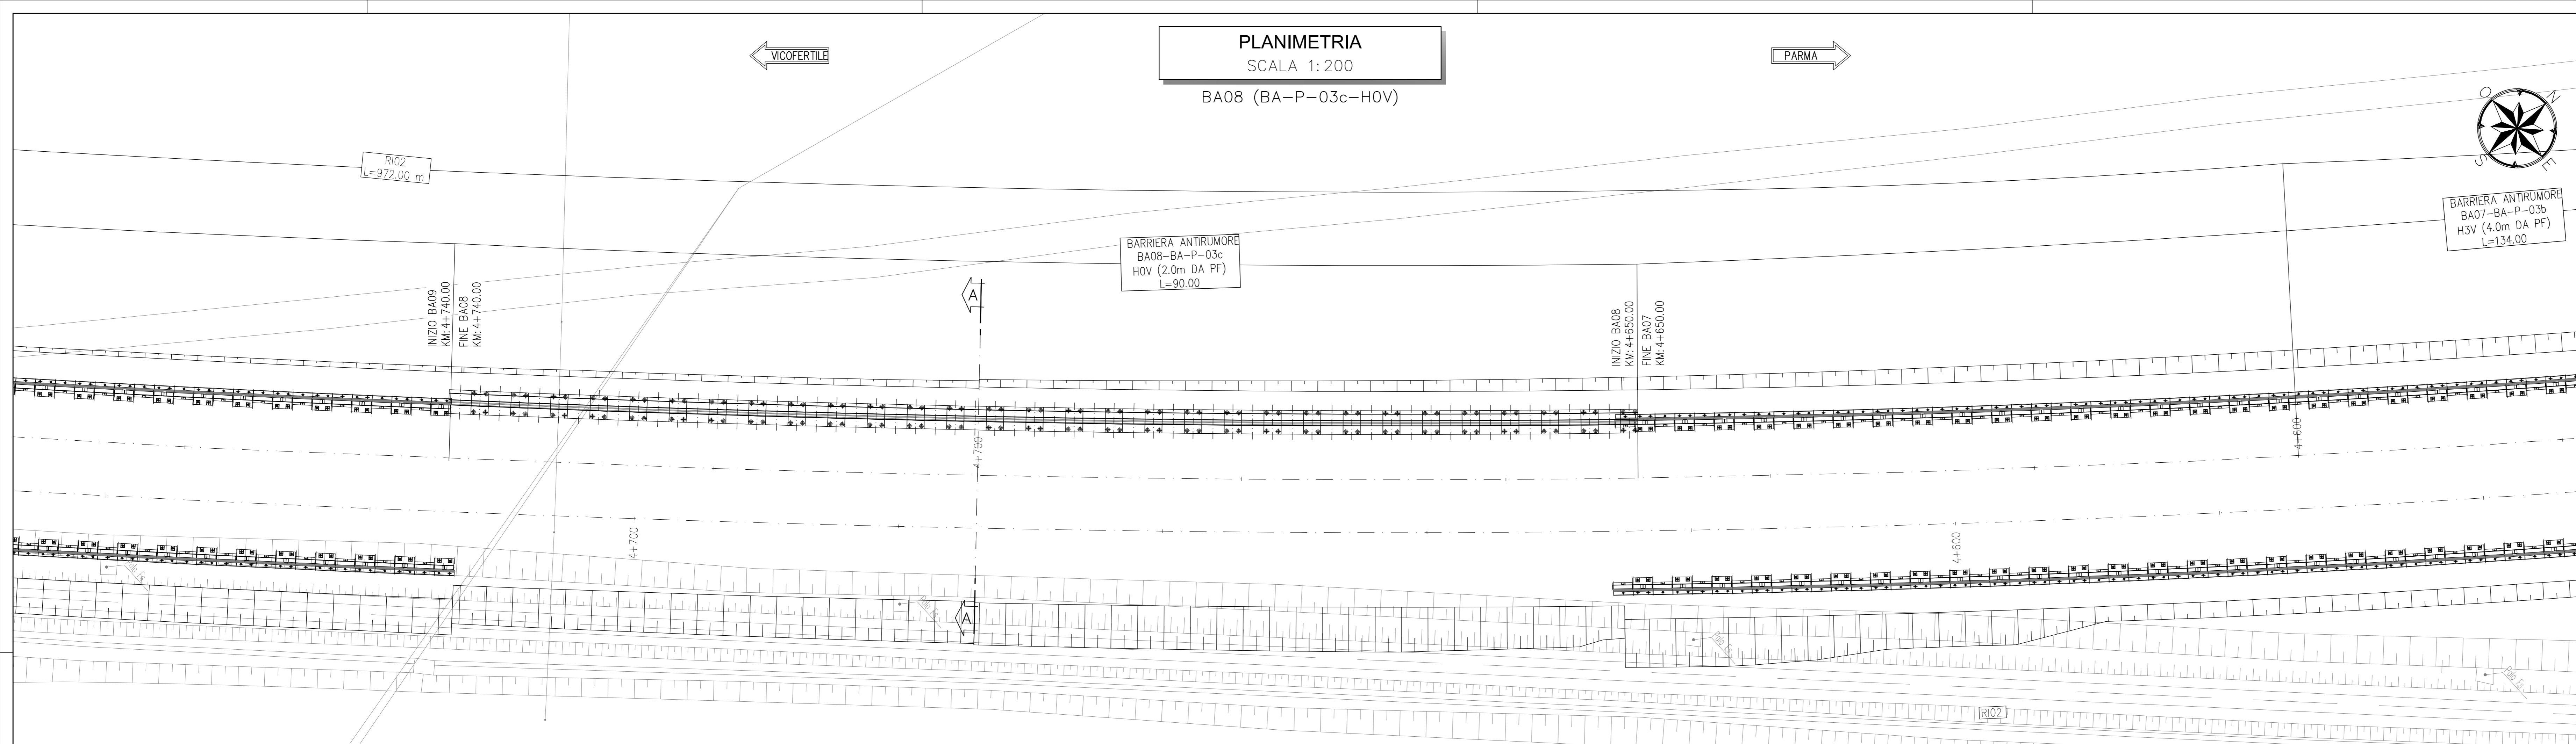 PLANIMETRIA
SCALA 1:200
BA08 (BA-P-03c-H0V)
VICOFERTILE
PARMA
O
N
S
E
RI02
L=972.00 m
BARRIERA ANTIRUMORE
BA08-BA-P-03c
H0V (2.0m DA PF)
L=90.00
BARRIERA ANTIRUMORE
BA07-BA-P-03b
H3V (4.0m DA PF)
L=134.00
INIZIO BA09
KM:4+740.00
FINE BA08
KM:4+740.00
A
INIZIO BA08
KM:4+650.00
FINE BA07
KM:4+650.00
4+700
4+600
4+700
4+600
A
RI02